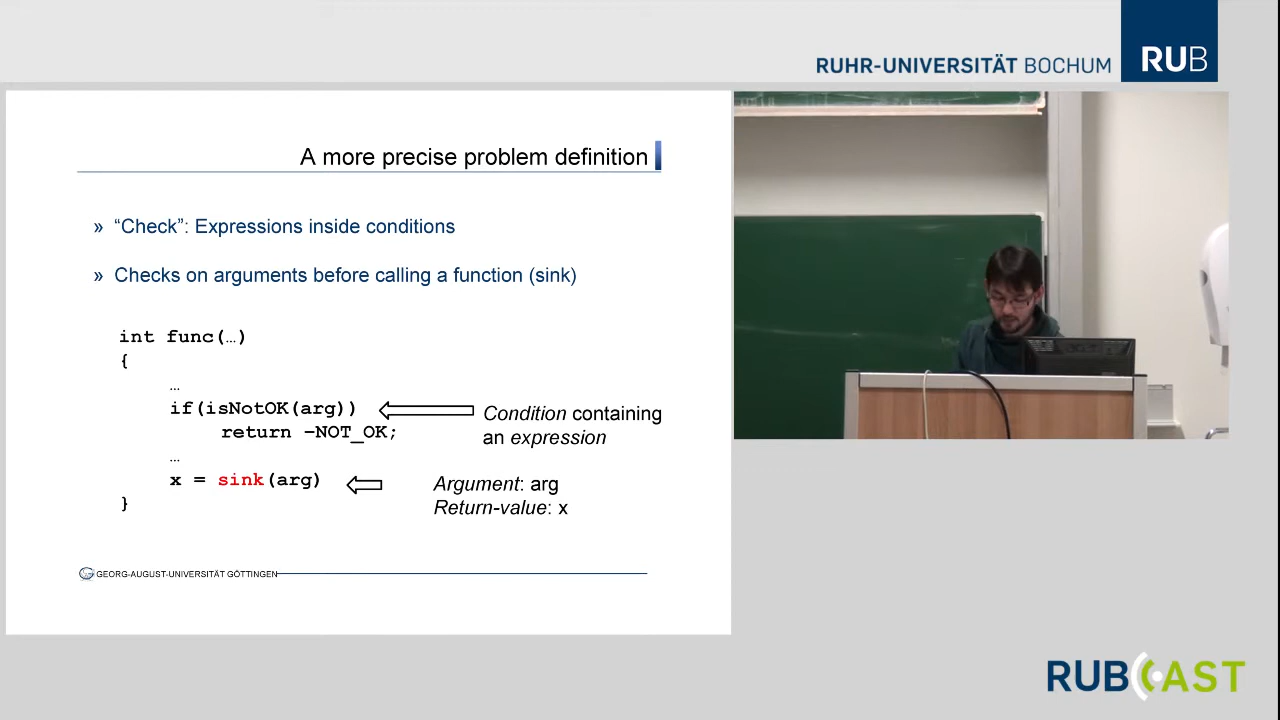 RUHR-UNIVERSITÄT BOCHUM
RUB
A more precise problem definition
» “Check”: Expressions inside conditions
» Checks on arguments before calling a function (sink)
int func(…)
{
…
if(isNotOK(arg))
return –NOT_OK;
Condition containing
an expression
…
x = sink(arg)
Argument: arg
Return-value: x
}
GEORG-AUGUST-UNIVERSITÄT GÖTTINGEN
RUBCAST